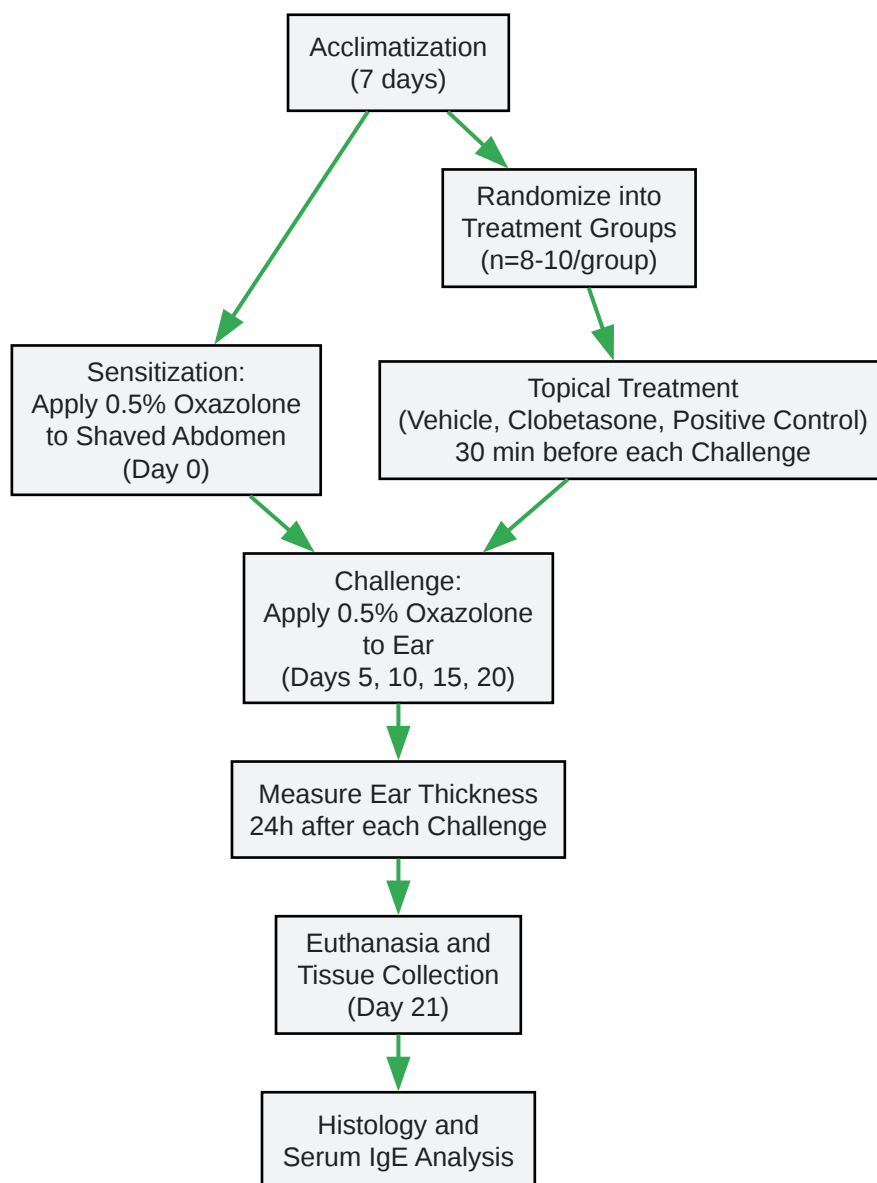 Acclimatization
(7 days)
Randomize into
Treatment Groups
(n=8-10/group)
Sensitization:
Apply 0.5% Oxazolone
to Shaved Abdomen
(Day 0)
Topical Treatment
(Vehicle, Clobetasone, Positive Control)
30 min before each Challenge
Challenge:
Apply 0.5% Oxazolone
to Ear
(Days 5, 10, 15, 20)
Measure Ear Thickness
24h after each Challenge
Euthanasia and
Tissue Collection
(Day 21)
Histology and
Serum IgE Analysis